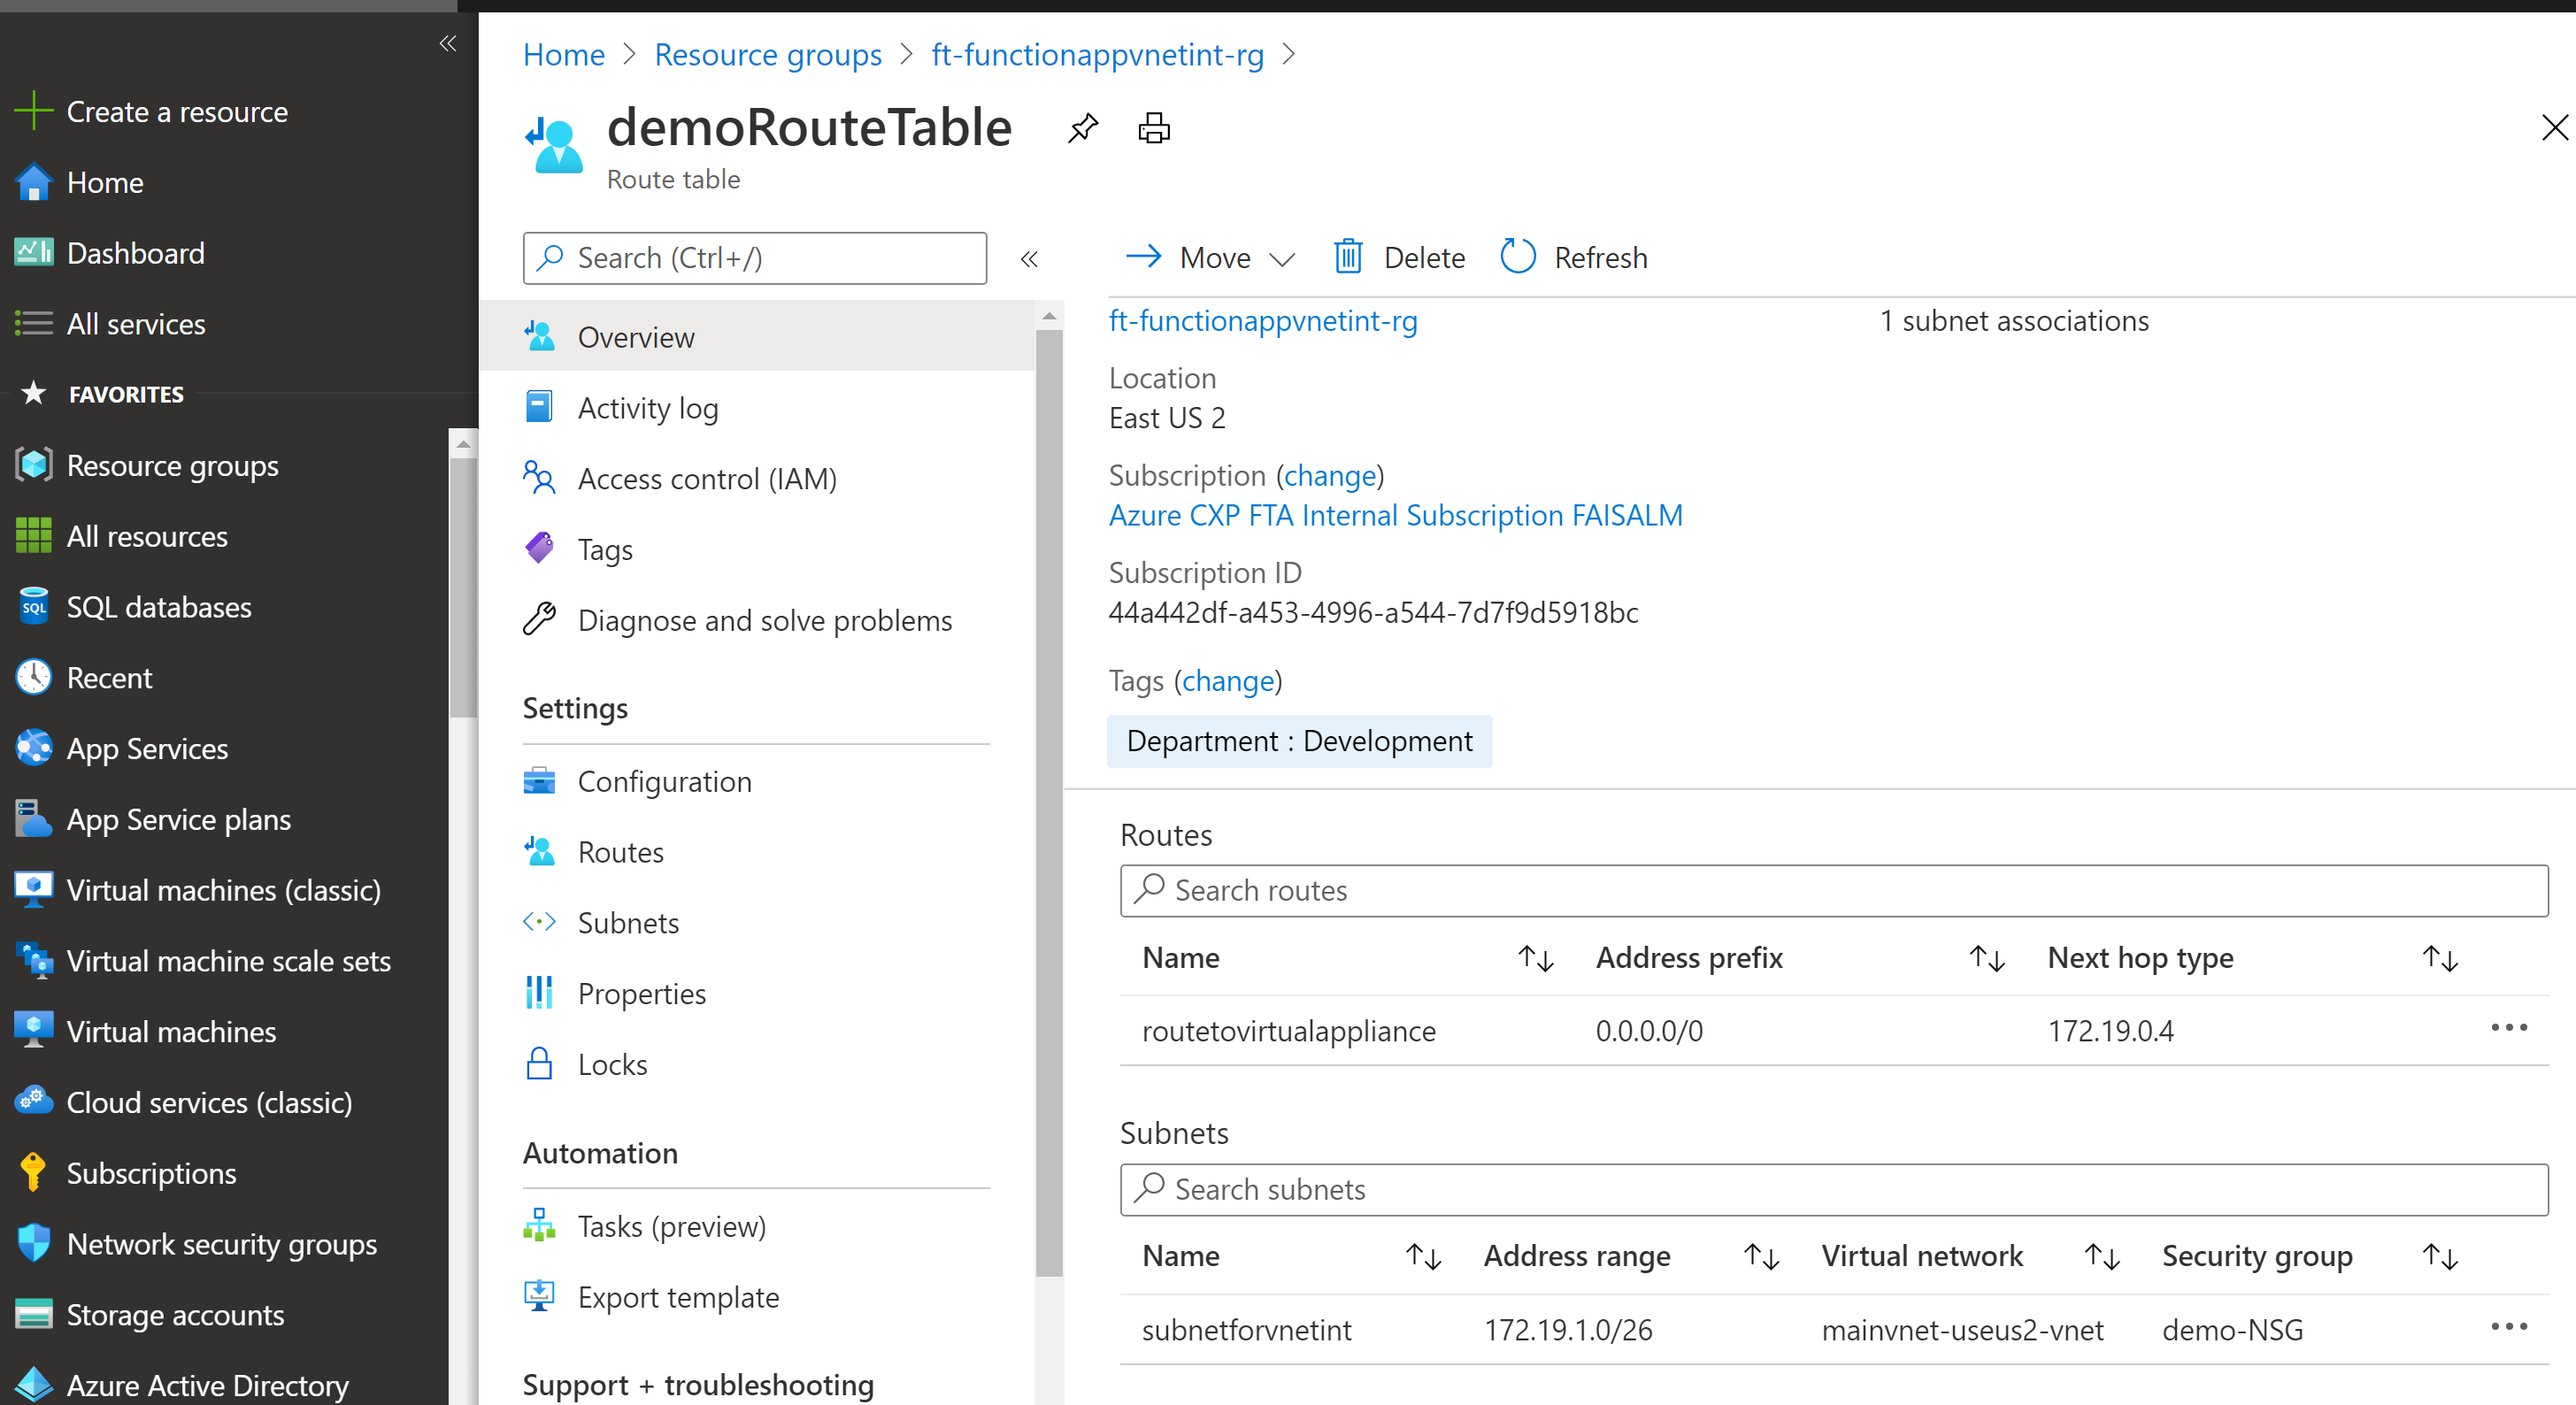 Create a resource
Home
Dashboard
All services
FAVORITES
Resource groups
All resources
SQL databases
Recent
App Services
App Service plans
Virtual machines (classic)
Virtual machine scale sets
Virtual machines
Cloud services (classic)
Subscriptions
Network security groups
Storage accounts
Azure Active Directory
Home > Resource groups > ft-functionappvnetint-rg >
demoRouteTable
Route table
Search (Ctrl+/)
Overview
Activity log
Access control (IAM)
Tags
Diagnose and solve problems
Settings
Configuration
Routes
Subnets
Properties
Locks
Automation
Tasks (preview)
Export template
Support + troubleshooting
Move Delete Refresh
ft-functionappvnetint-rg 1 subnet associations
Location
East US 2
Subscription (change)
Azure CXP FTA Internal Subscription FAISALM
Subscription ID
44a442df-a453-4996-a544-7d7f9d5918bc
Tags (change)
Department : Development
Routes
Search routes
Name Address prefix Next hop type
routetovirtualappliance 0.0.0.0/0 172.19.0.4
Subnets
Search subnets
Name Address range Virtual network Security group
subnetforvnetint 172.19.1.0/26 mainvnet-useus2-vnet demo-NSG